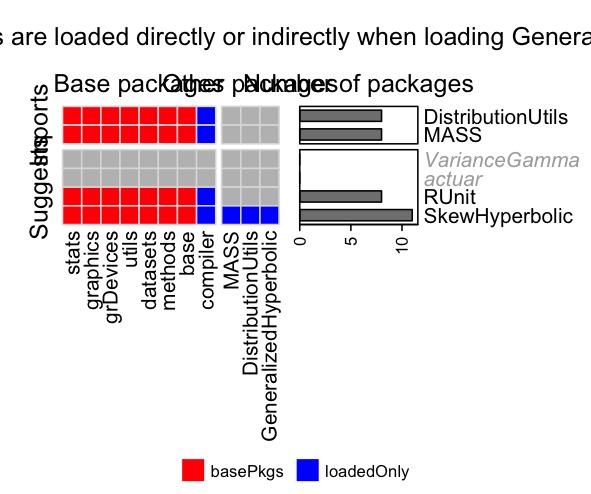 s are loaded directly or indirectly when loading Genera
Base packages
Other packages
Number of packages
Imports
Suggests
DistributionUtils
MASS
VarianceGamma
actuar
RUnit
SkewHyperbolic
0
5
10
stats
graphics
grDevices
utils
datasets
methods
base
compiler
MASS
DistributionUtils
GeneralizedHyperbolic
basePkgs
loadedOnly